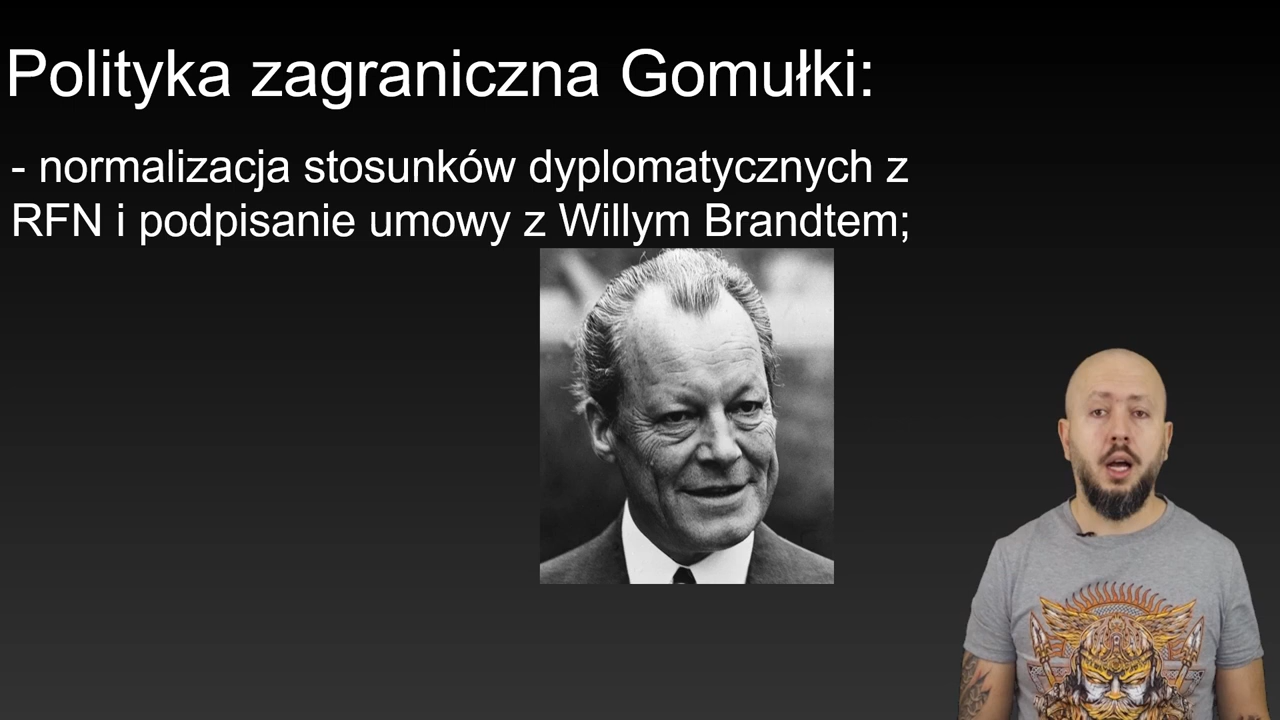 Polityka zagraniczna Gomułki:
- normalizacja stosunków dyplomatycznych z
RFN i podpisanie umowy z Willym Brandtem;